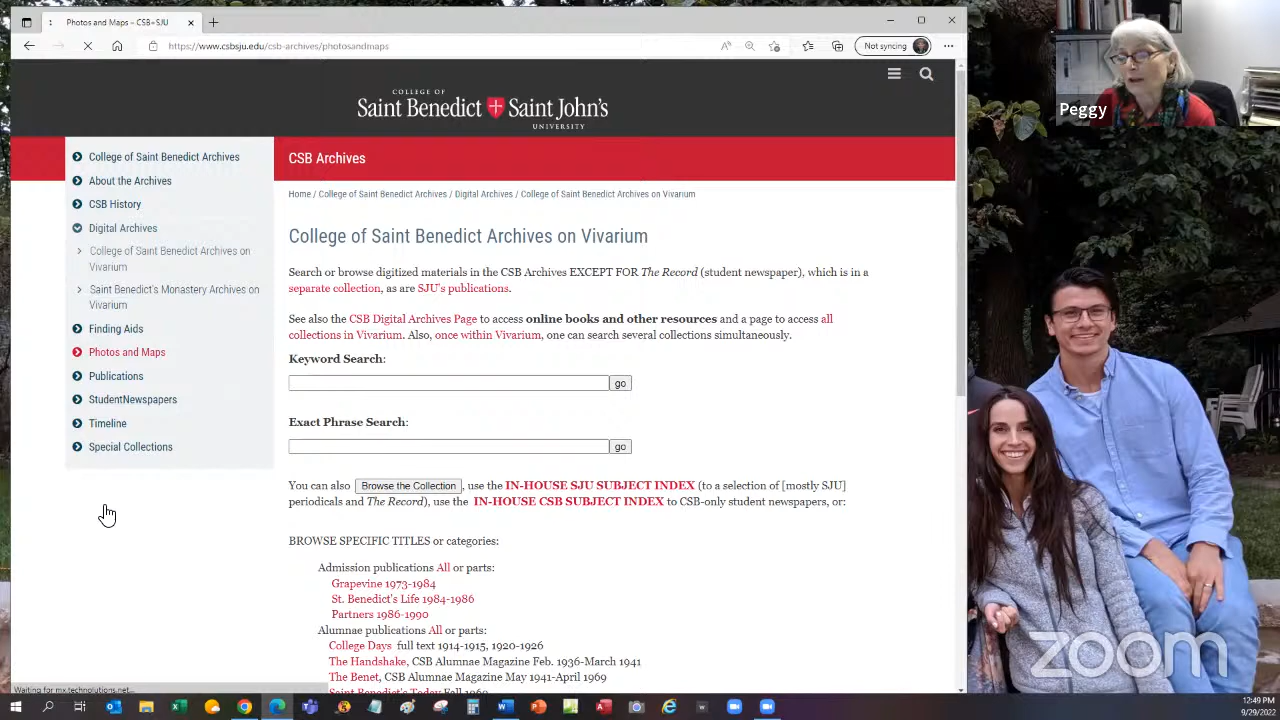 Photos and Maps – CSB+SJU
https://www.csbsju.edu/csb-archives/photosandmaps
Not syncing
Peggy
COLLEGE OF
Saint Benedict Saint John's
UNIVERSITY
College of Saint Benedict Archives
About the Archives
CSB History
Digital Archives
College of Saint Benedict Archives on
Vivarium
Saint Benedict's Monastery Archives on
Vivarium
Finding Aids
Photos and Maps
Publications
StudentNewspapers
Timeline
Special Collections
CSB Archives
Home / College of Saint Benedict Archives / Digital Archives / College of Saint Benedict Archives on Vivarium
College of Saint Benedict Archives on Vivarium
Search or browse digitized materials in the CSB Archives EXCEPT FOR The Record (student newspaper), which is in a
separate collection, as are SJU's publications.
See also the CSB Digital Archives Page to access online books and other resources and a page to access all
collections in Vivarium. Also, once within Vivarium, one can search several collections simultaneously.
Keyword Search:
go
Exact Phrase Search:
go
You can also Browse the Collection, use the IN-HOUSE SJU SUBJECT INDEX (to a selection of [mostly SJU]
periodicals and The Record), use the IN-HOUSE CSB SUBJECT INDEX to CSB-only student newspapers, or:
BROWSE SPECIFIC TITLES or categories:
Admission publications All or parts:
Grapevine 1973-1984
St. Benedict's Life 1984-1986
Partners 1986-1990
Alumnae publications All or parts:
College Days full text 1914-1915, 1920-1926
The Handshake, CSB Alumnae Magazine Feb. 1936-March 1941
The Benet, CSB Alumnae Magazine May 1941-April 1969
Saint Benedict's Today Fall 1969
Waiting for mx.technolutions.net...
zoom
12:49 PM
9/29/2022